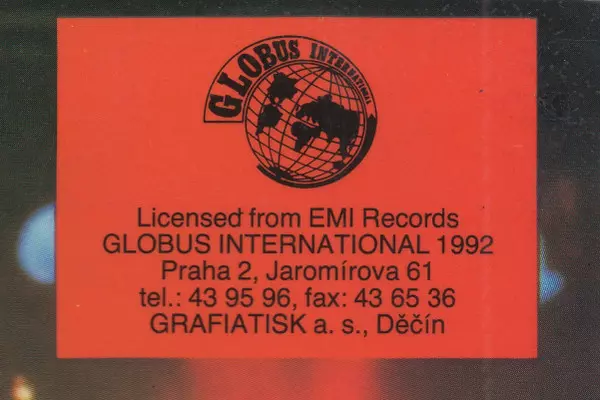 GLOBUS INTERNATIONAL
Licensed from EMI Records
GLOBUS INTERNATIONAL 1992
Praha 2, Jaromírova 61
tel.: 43 95 96, fax: 43 65 36
GRAFIATISK a. s., Děčín